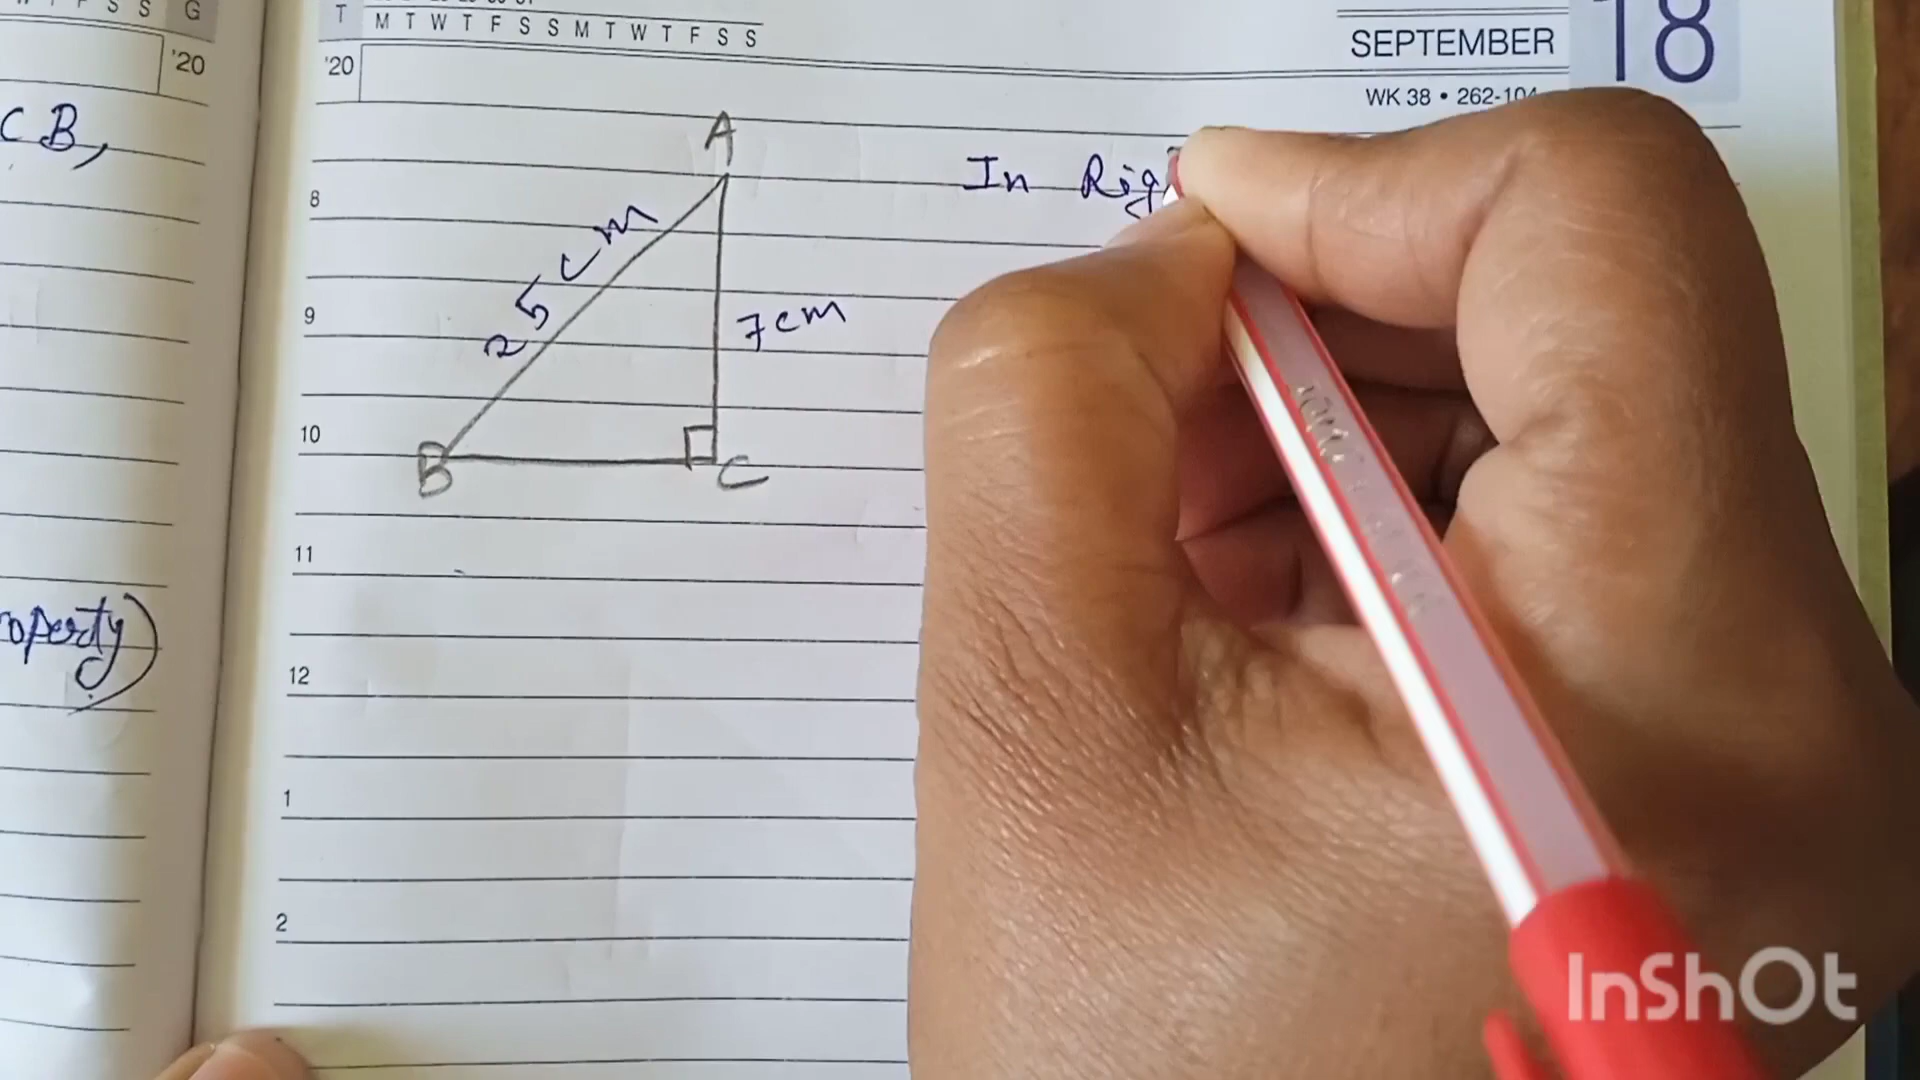 S S G
T M T W T F S S M T W T F S S
SEPTEMBER 18
'20
'20
WK 38 • 262-104
CB,
A
In Rig
8
25cm
9
7cm
10
B
C
11
operty)
12
1
2
InShOt